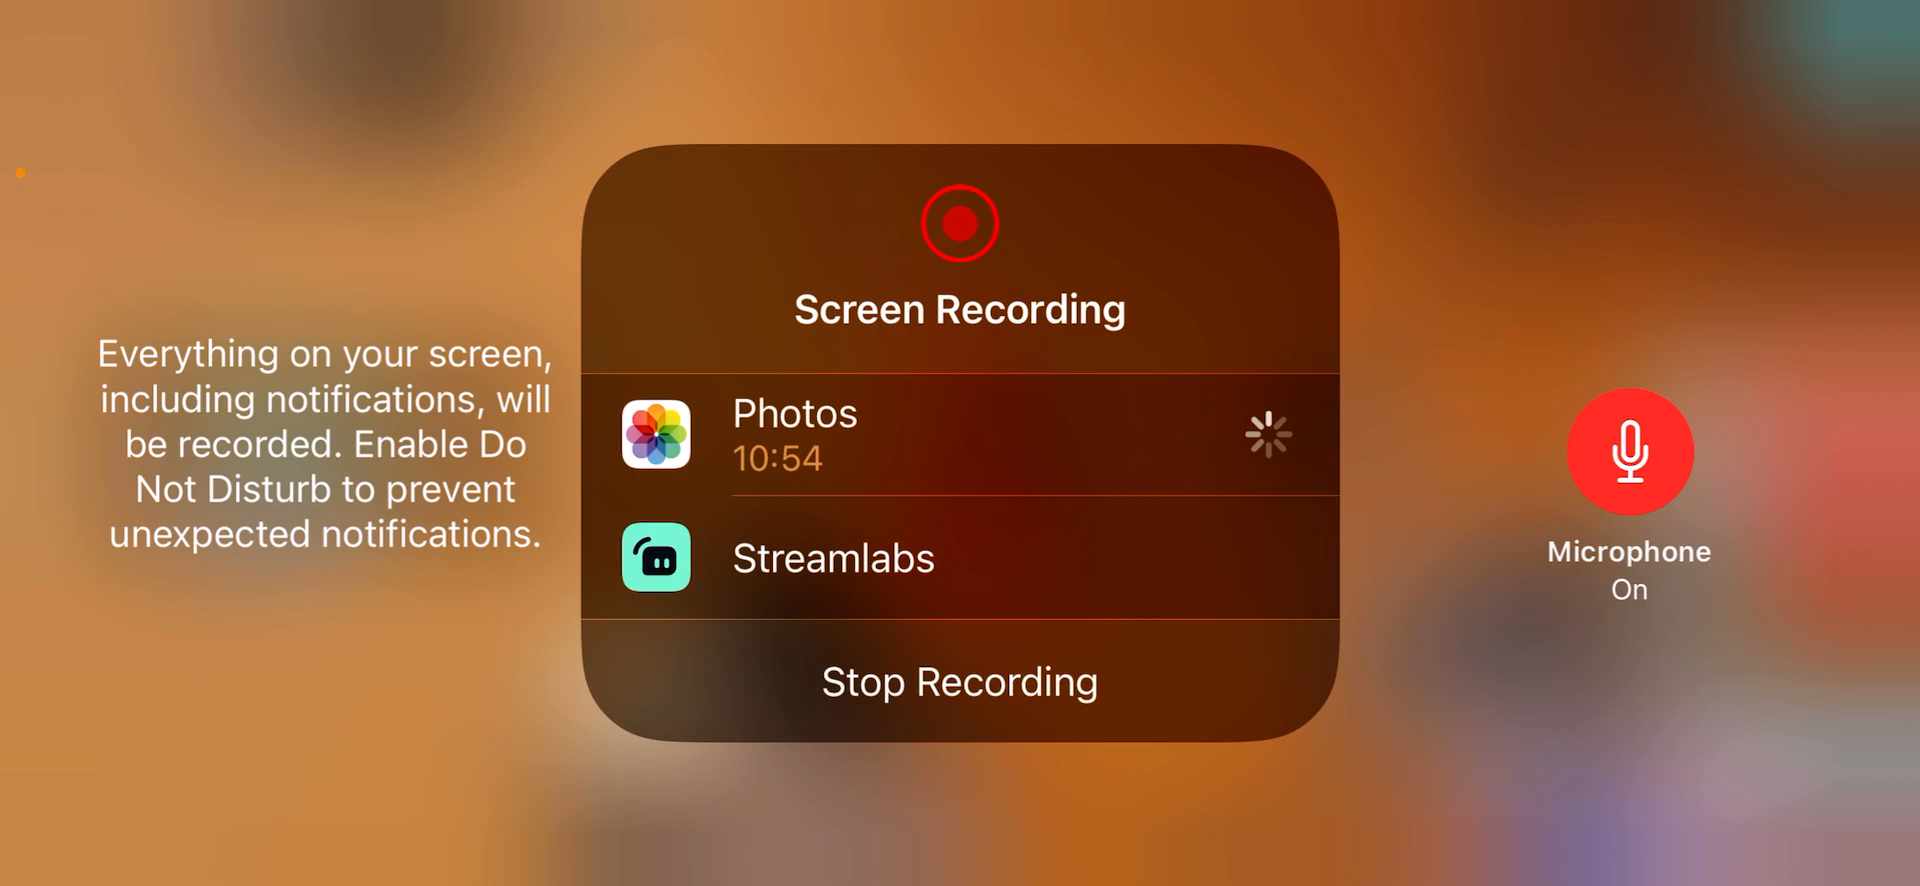 Everything on your screen,
including notifications, will
be recorded. Enable Do
Not Disturb to prevent
unexpected notifications.
Screen Recording
Photos
10:54
Streamlabs
Stop Recording
Microphone
On